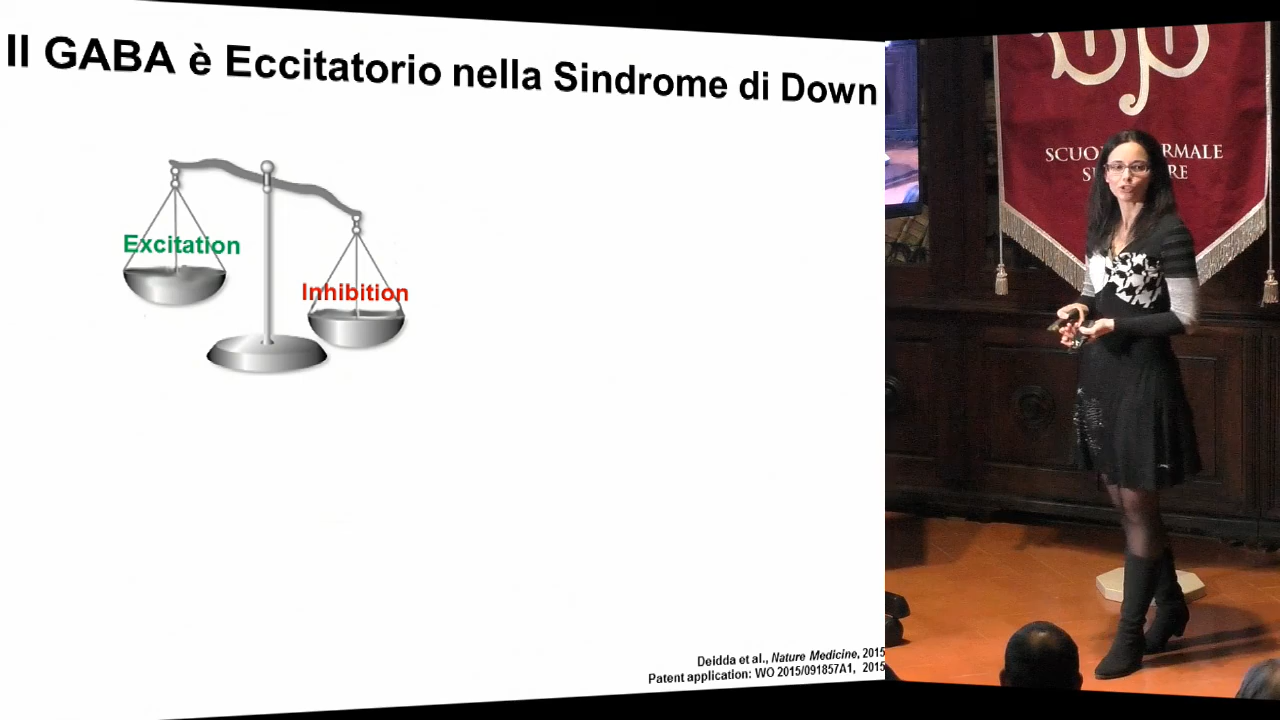 Il GABA è Eccitatorio nella Sindrome di Down
Excitation
Inhibition
Deidda et al., Nature Medicine, 2015
Patent application: WO 2015/091857A1, 2015
SCUO RMALE
S RE